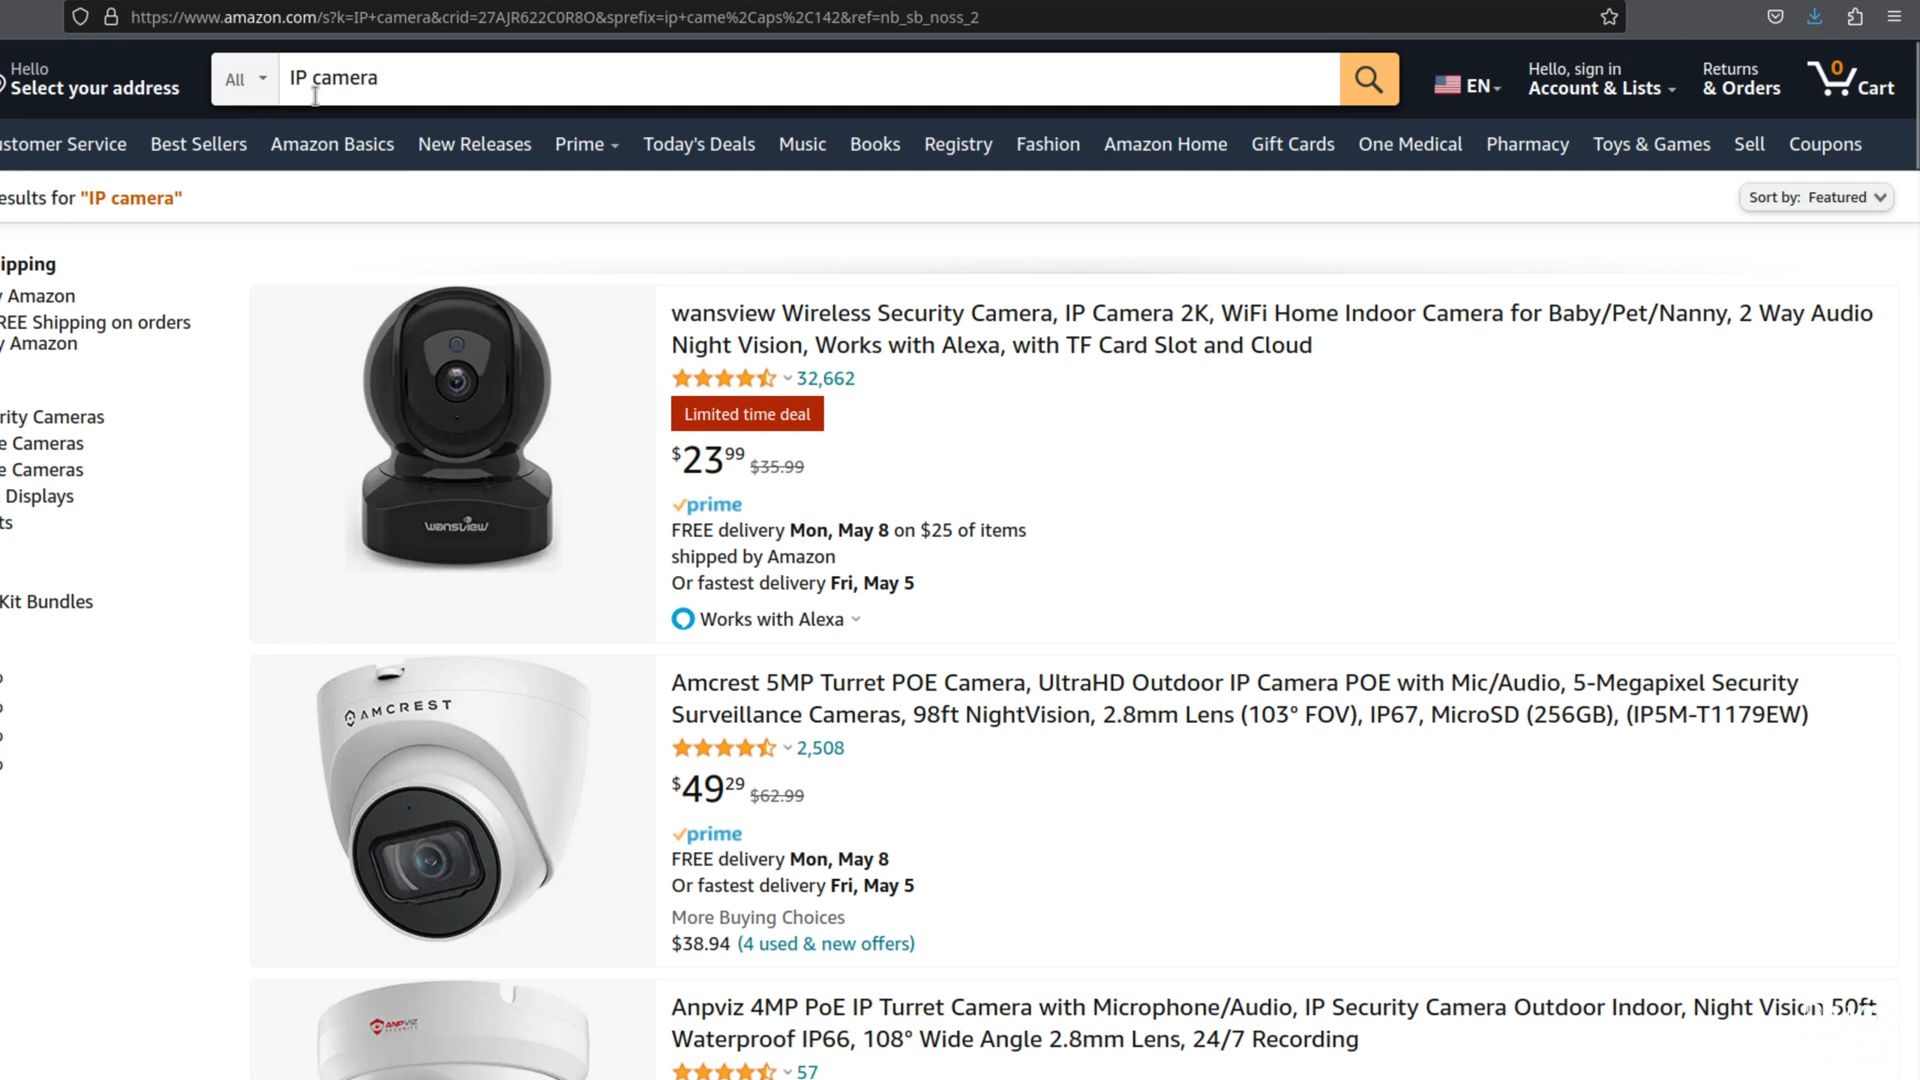 https://www.amazon.com/s?k=IP+camera&crid=27AJR622C0R8O&sprefix=ip+came%2Caps%2C142&ref=nb_sb_noss_2
Hello
Select your address
All
IP camera
EN
Hello, sign in
Account & Lists
Returns
& Orders
0
Cart
ustomer Service Best Sellers Amazon Basics New Releases Prime Today's Deals Music Books Registry Fashion Amazon Home Gift Cards One Medical Pharmacy Toys & Games Sell Coupons
esults for "IP camera"
Sort by: Featured
ipping
y Amazon
REE Shipping on orders
y Amazon
rity Cameras
e Cameras
e Cameras
Displays
ts
Kit Bundles
wansview
wansview Wireless Security Camera, IP Camera 2K, WiFi Home Indoor Camera for Baby/Pet/Nanny, 2 Way Audio
Night Vision, Works with Alexa, with TF Card Slot and Cloud
32,662
Limited time deal
$23.99 $35.99
prime
FREE delivery Mon, May 8 on $25 of items
shipped by Amazon
Or fastest delivery Fri, May 5
Works with Alexa
AMCREST
Amcrest 5MP Turret POE Camera, UltraHD Outdoor IP Camera POE with Mic/Audio, 5-Megapixel Security
Surveillance Cameras, 98ft NightVision, 2.8mm Lens (103° FOV), IP67, MicroSD (256GB), (IP5M-T1179EW)
2,508
$49.29 $62.99
prime
FREE delivery Mon, May 8
Or fastest delivery Fri, May 5
More Buying Choices
$38.94 (4 used & new offers)
ANPVIZ
Anpviz 4MP PoE IP Turret Camera with Microphone/Audio, IP Security Camera Outdoor Indoor, Night Vision 50ft
Waterproof IP66, 108° Wide Angle 2.8mm Lens, 24/7 Recording
57